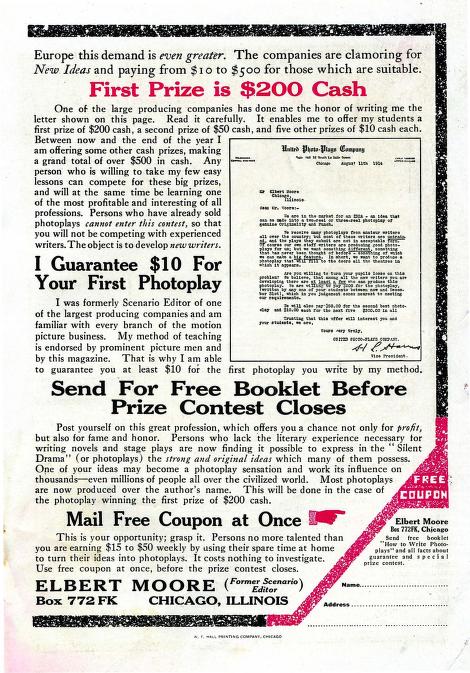 Europe this demand is even greater. The companies are clamoring for
New Ideas and paying from $10 to $500 for those which are suitable.
First Prize is $200 Cash
One of the large producing companies has done me the honor of writing me the
letter shown on this page. Read it carefully. It enables me to offer my students a
first prize of $200 cash, a second prize of $50 cash, and five other prizes of $10 cash each.
Between now and the end of the year I
am offering some other cash prizes, making
a grand total of over $500 in cash. Any
person who is willing to take my few easy
lessons can compete for these big prizes,
and will at the same time be learning one
of the most profitable and interesting of all
professions. Persons who have already sold
photoplays cannot enter this contest, so that
you will not be competing with experienced
writers. The object is to develop new writers.
I Guarantee $10 For
Your First Photoplay
I was formerly Scenario Editor of one
of the largest producing companies and am
familiar with every branch of the motion
picture business. My method of teaching
is endorsed by prominent picture men and
by this magazine. That is why I am able
to guarantee you at least $10 for the first photoplay you write by my method.
United Photo-Plays Company
Chicago August 11th 1914
Mr Elbert Moore
Chicago,
Illinois
Dear Mr. Moore:-
We are in the market for an IDEA - an idea that
can be made into a two-reel or three-reel photoplay of
genuine originality and Punch.
We receive many photoplays from amateur writers
all over the country; but most of these writers are
and the plays they submit are not in acceptable form.
Of course our own staff writers are producing good photo-
plays for us; but we want something different, something
that has never been thought of before
can be made a big feature. In short, we want to produce a
photoplay that will fill to the doors all the theatres in
which it appears.
Are you willing to turn your pupils loose on this
problem? We believe, that among all the new writers you are
developing there is one who can produce this
photoplay. We are willing to pay $200 for the photoplay,
written by any one of your students between now and Decem-
ber 31st, which in your judgment comes nearest to meeting
our requirements.
We will also pay $50.00 for the second best photo-
play and $10.00 each for the next five $300.00 in all
Trusting that this offer will interest you and
your students, we are,
Yours very truly,
UNITED PHOTO-PLAYS COMPANY.
Vice President.
Send For Free Booklet Before
Prize Contest Closes
Post yourself on this great profession, which offers you a chance not only for profit,
but also for fame and honor. Persons who lack the literary experience necessary for
writing novels and stage plays are now finding it possible to express in the "Silent
Drama" (or photoplays) the strong and original ideas which many of them possess.
One of your ideas may become a photoplay sensation and work its influence on
thousands—even millions of people all over the civilized world. Most photoplays
are now produced over the author's name. This will be done in the case of
the photoplay winning the first prize of $200 cash.
Mail Free Coupon at Once
This is your opportunity; grasp it. Persons no more talented than
you are earning $15 to $50 weekly by using their spare time at home
to turn their ideas into photoplays. It costs nothing to investigate.
Use free coupon at once, before the prize contest closes.
ELBERT MOORE (Former Scenario Editor)
Box 772 FK CHICAGO, ILLINOIS
FREE
COUPON
Elbert Moore
Box 772FK, Chicago
Send free booklet
"How to Write Photo-
plays" and all facts about
guarantee and special
prize contest.
Name
Address
W. F. HALL PRINTING COMPANY, CHICAGO